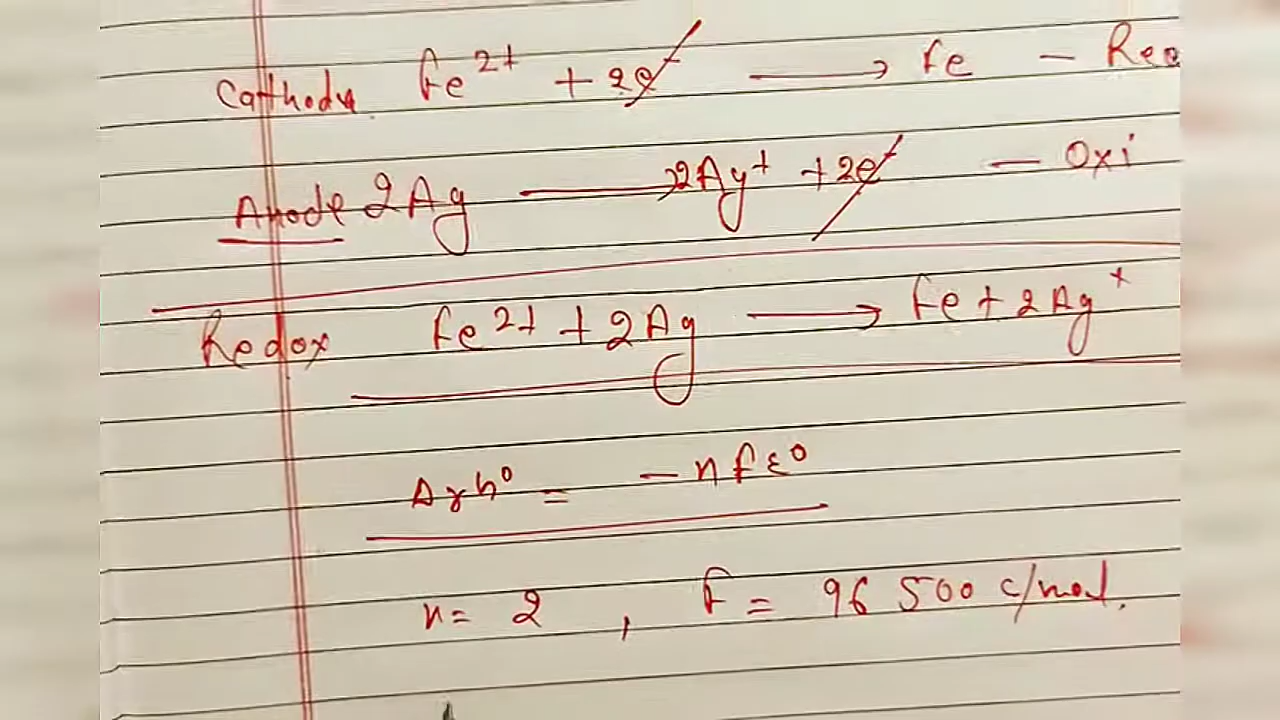 Cathode Fe²⁺ + 2e⁻ → Fe – Red
Anode 2Ag → 2Ag⁺ + 2e⁻ – Oxi
Redox Fe²⁺ + 2Ag → Fe + 2Ag⁺
ΔrG° = – nFε°
n = 2 , F = 96 500 c/mol.